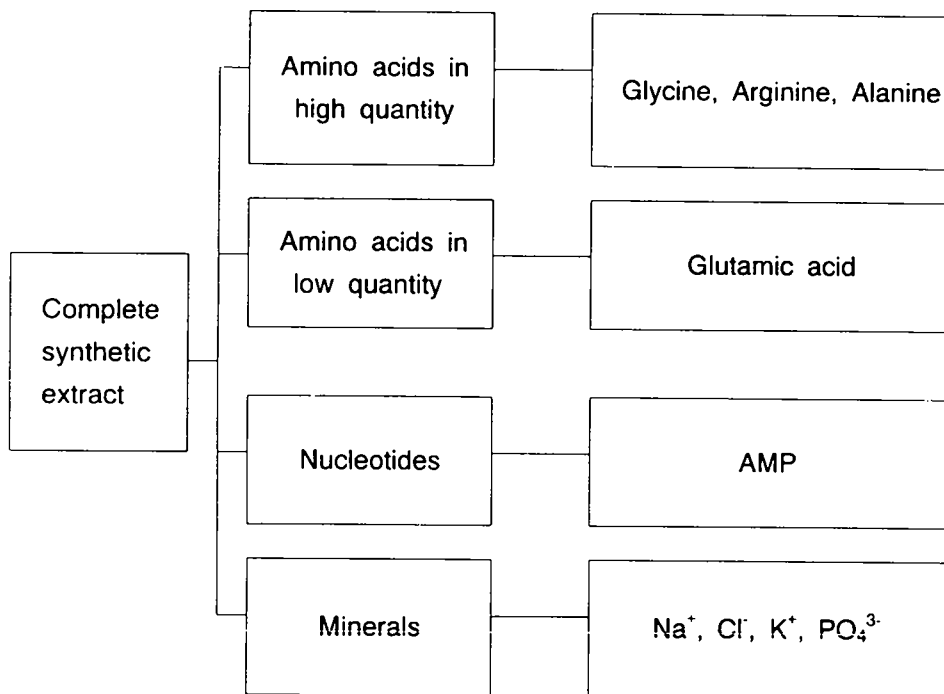 Complete
synthetic
extract
Amino acids in
high quantity
Glycine, Arginine, Alanine
Amino acids in
low quantity
Glutamic acid
Nucleotides
AMP
Minerals
Na⁺, Cl⁻, K⁺, PO₄³⁻